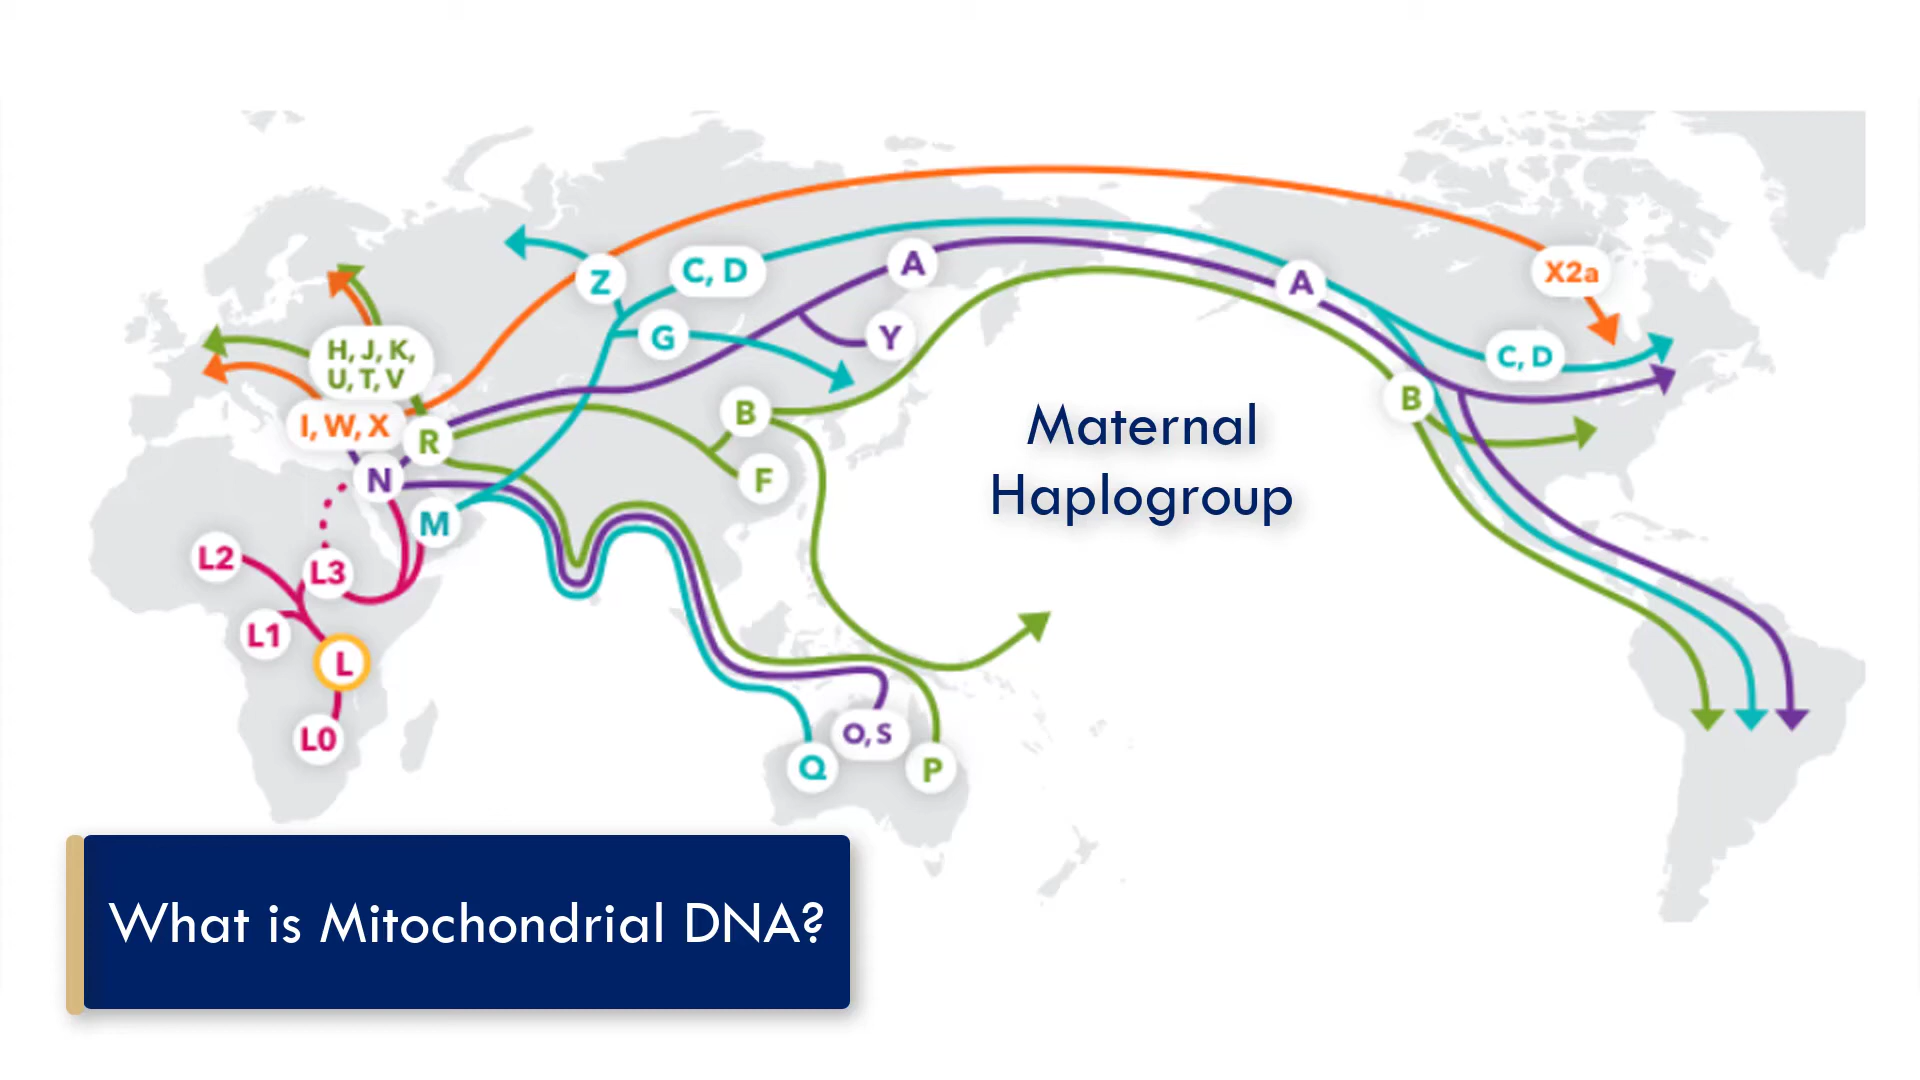 X2a
Z
C, D
A
A
G
Y
H, J, K,
U, T, V
C, D
B
B
I, W, X
R
N
F
M
Maternal
Haplogroup
L2
L3
L1
L
L0
O, S
Q
P
What is Mitochondrial DNA?